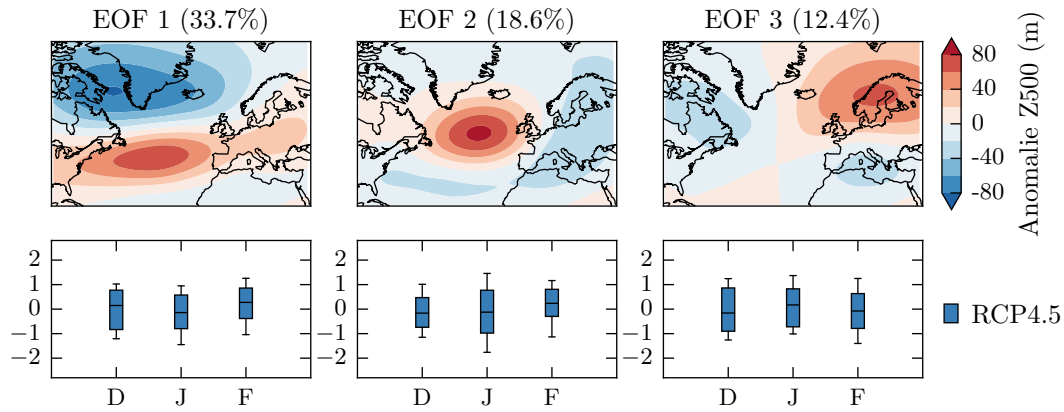 EOF 1 (33.7%)
EOF 2 (18.6%)
EOF 3 (12.4%)
80
40
0
-40
-80
Anomalie Z500 (m)
2
1
0
−1
−2
D J F
2
1
0
−1
−2
D J F
2
1
0
−1
−2
D J F
RCP4.5